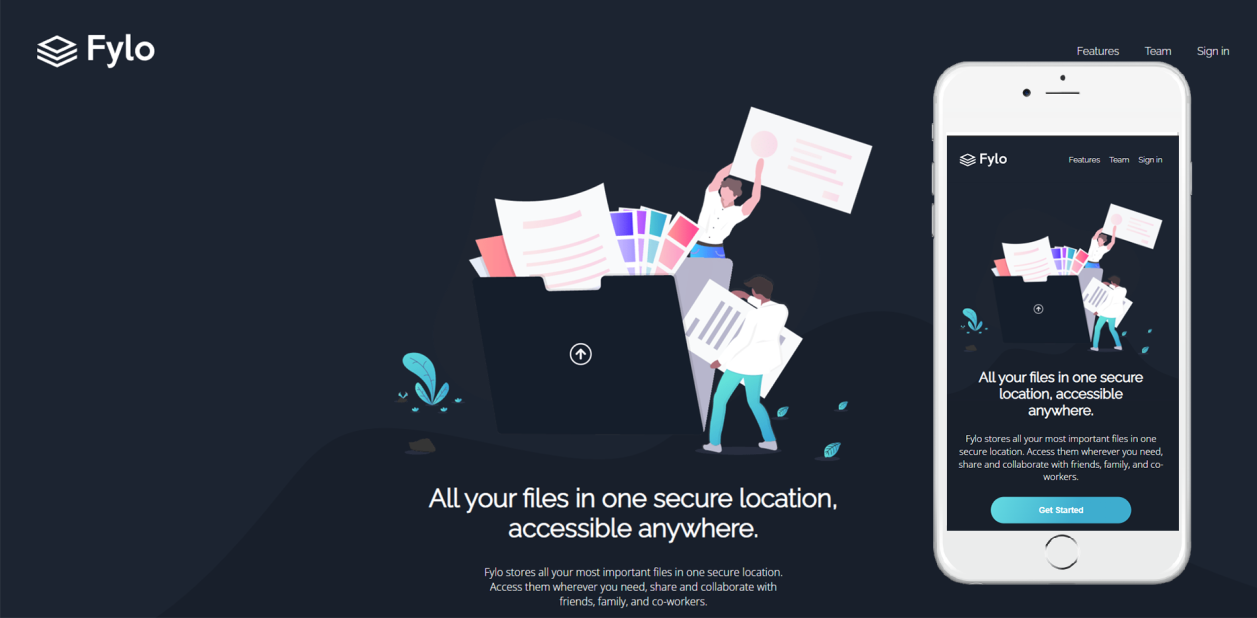 Fylo
Features Team Sign in
All your files in one secure location,
accessible anywhere.
Fylo stores all your most important files in one secure location.
Access them wherever you need, share and collaborate with
friends, family, and co-workers.
Fylo
Features Team Sign in
All your files in one secure
location, accessible
anywhere.
Fylo stores all your most important files in one
secure location. Access them wherever you need,
share and collaborate with friends, family, and co-
workers.
Get Started